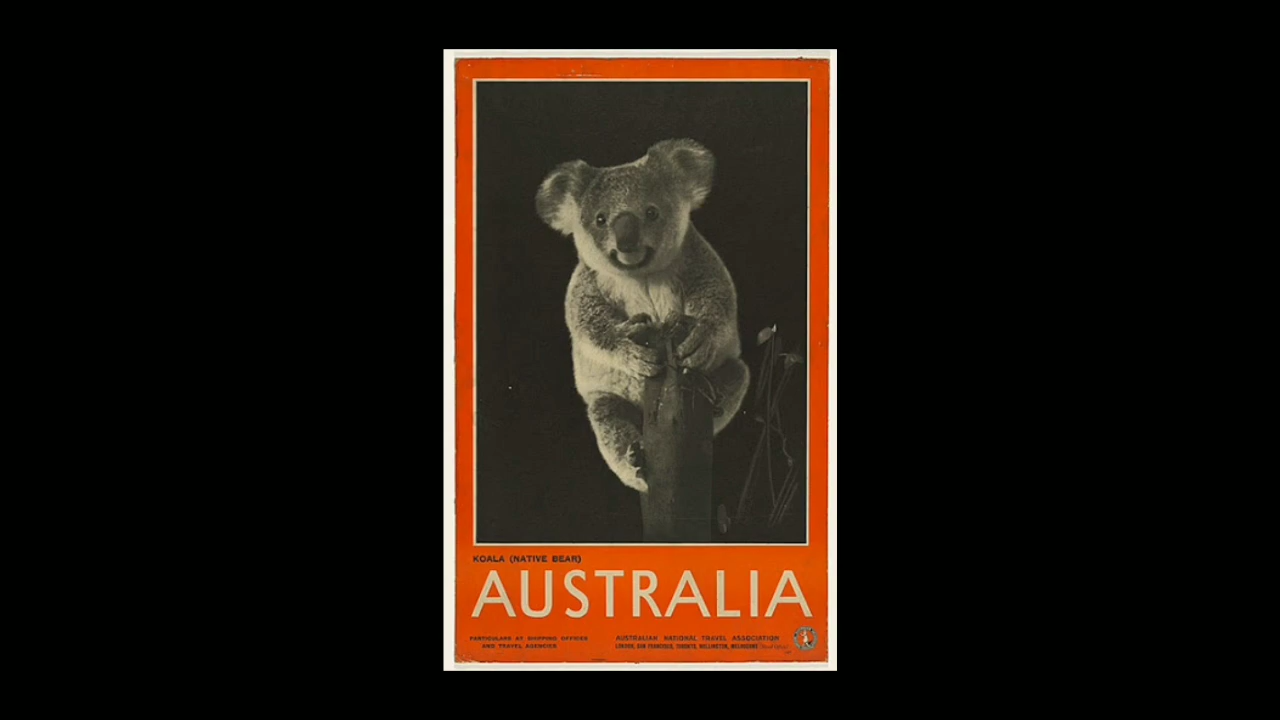 KOALA (NATIVE BEAR)
AUSTRALIA
PARTICULARS AT SHIPPING OFFICES
AND TRAVEL AGENCIES
AUSTRALIAN NATIONAL TRAVEL ASSOCIATION
LONDON, SAN FRANCISCO, TORONTO, WELLINGTON, MELBOURNE